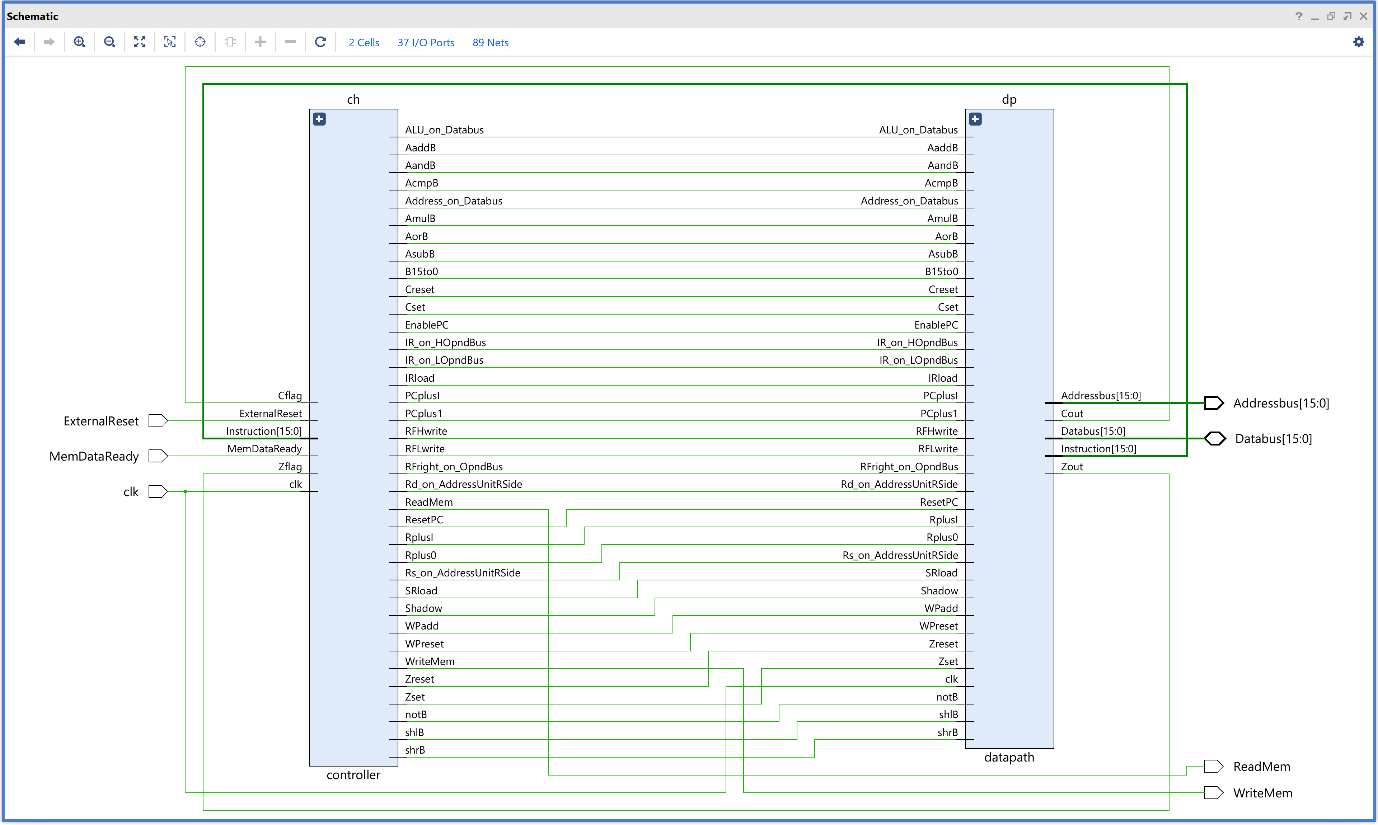 Schematic
2 Cells 37 I/O Ports 89 Nets
ch
dp
ALU_on_Databus ALU_on_Databus
AaddB AaddB
AandB AandB
AcmpB AcmpB
Address_on_Databus Address_on_Databus
AmulB AmulB
AorB AorB
AsubB AsubB
B15to0 B15to0
Creset Creset
Cset Cset
EnablePC EnablePC
IR_on_HOpndBus IR_on_HOpndBus
IR_on_LOpndBus IR_on_LOpndBus
IRload IRload
Cflag PCplusI PCplusI Addressbus[15:0] Addressbus[15:0]
ExternalReset ExternalReset PCplus1 PCplus1 Cout
Instruction[15:0] RFHwrite RFHwrite Databus[15:0] Databus[15:0]
MemDataReady MemDataReady RFLwrite RFLwrite Instruction[15:0]
Zflag RFright_on_OpndBus RFright_on_OpndBus Zout
clk clk Rd_on_AddressUnitRSide Rd_on_AddressUnitRSide
ReadMem ResetPC
ResetPC RplusI
RplusI Rplus0
Rplus0 Rs_on_AddressUnitRSide
Rs_on_AddressUnitRSide SRload
SRload Shadow
Shadow WPadd
WPadd WPreset
WPreset Zreset
WriteMem Zset
Zreset clk
Zset notB
notB shlB
shlB shrB
shrB
datapath
controller
ReadMem
WriteMem